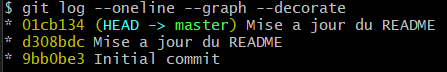 $ git log --oneline --graph --decorate
* 01cb134 (HEAD -> master) Mise a jour du README
* d308bdc Mise a jour du README
* 9bb0be3 Initial commit